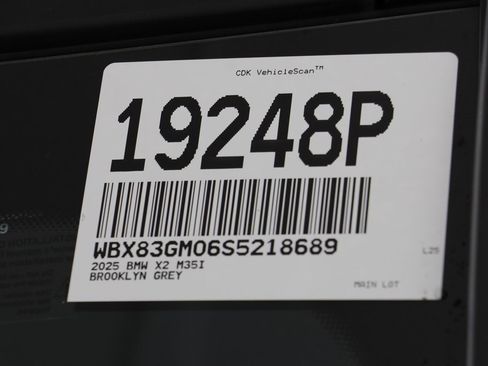 CDK VehicleScan™
19248P
WBX83GM06S5218689
2025 BMW X2 M35I
BROOKLYN GREY
L25
MAIN LOT